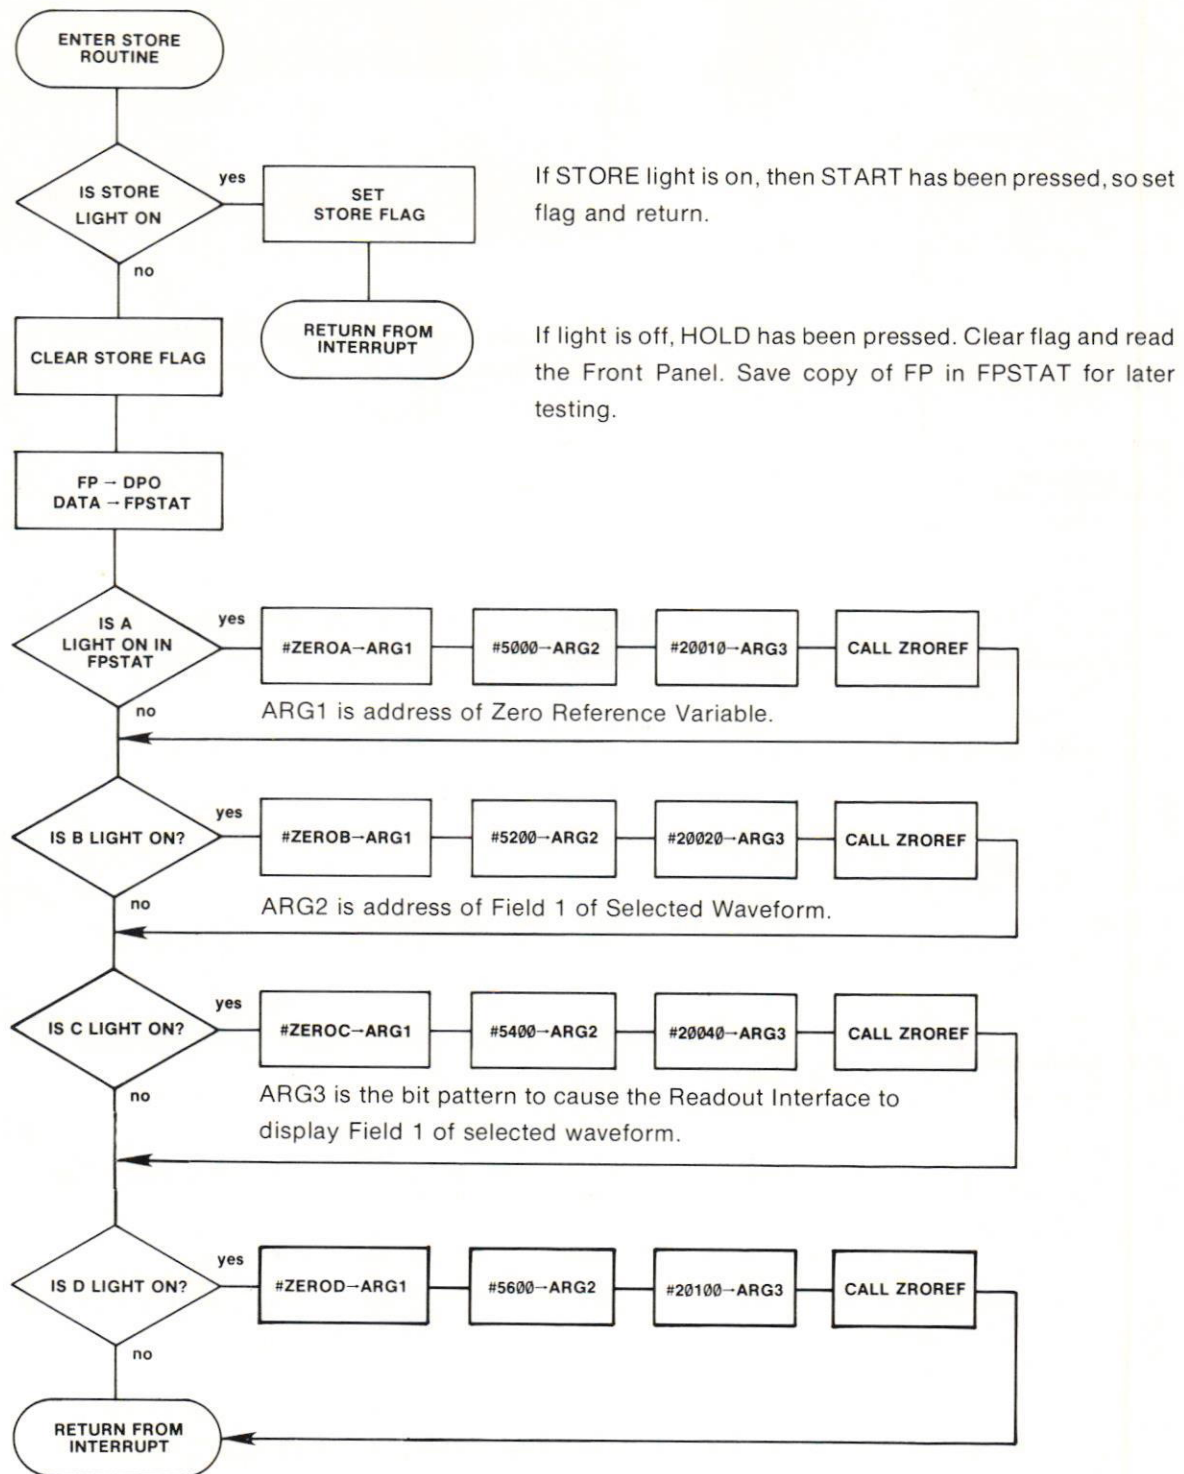 ENTER STORE
ROUTINE
IS STORE
LIGHT ON
yes
SET
STORE FLAG
If STORE light is on, then START has been pressed, so set
flag and return.
no
RETURN FROM
INTERRUPT
CLEAR STORE FLAG
If light is off, HOLD has been pressed. Clear flag and read
the Front Panel. Save copy of FP in FPSTAT for later
testing.
FP→DPO
DATA→FPSTAT
IS A
LIGHT ON IN
FPSTAT
yes
#ZEROA→ARG1
#5000→ARG2
#20010→ARG3
CALL ZROREF
no
ARG1 is address of Zero Reference Variable.
IS B LIGHT ON?
yes
#ZEROB→ARG1
#5200→ARG2
#20020→ARG3
CALL ZROREF
no
ARG2 is address of Field 1 of Selected Waveform.
IS C LIGHT ON?
yes
#ZEROC→ARG1
#5400→ARG2
#20040→ARG3
CALL ZROREF
no
ARG3 is the bit pattern to cause the Readout Interface to
display Field 1 of selected waveform.
IS D LIGHT ON?
yes
#ZEROD→ARG1
#5600→ARG2
#20100→ARG3
CALL ZROREF
no
RETURN FROM
INTERRUPT